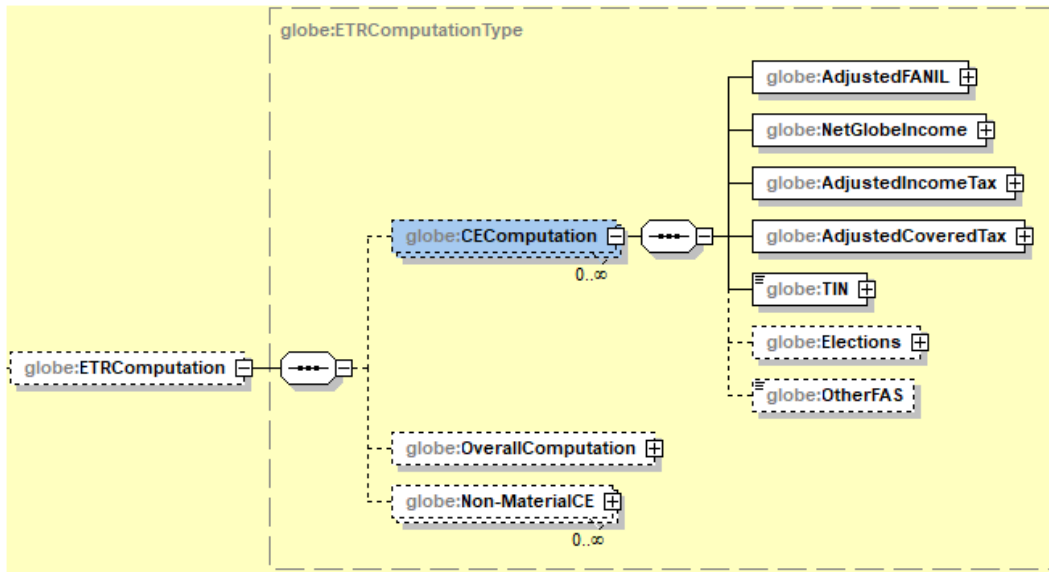 globe:ETRComputationType
globe:AdjustedFANIL
globe:NetGlobeIncome
globe:AdjustedIncomeTax
globe:CEComputation
0..∞
globe:AdjustedCoveredTax
globe:TIN
globe:Elections
globe:ETRComputation
globe:OtherFAS
globe:OverallComputation
globe:Non-MaterialCE
0..∞